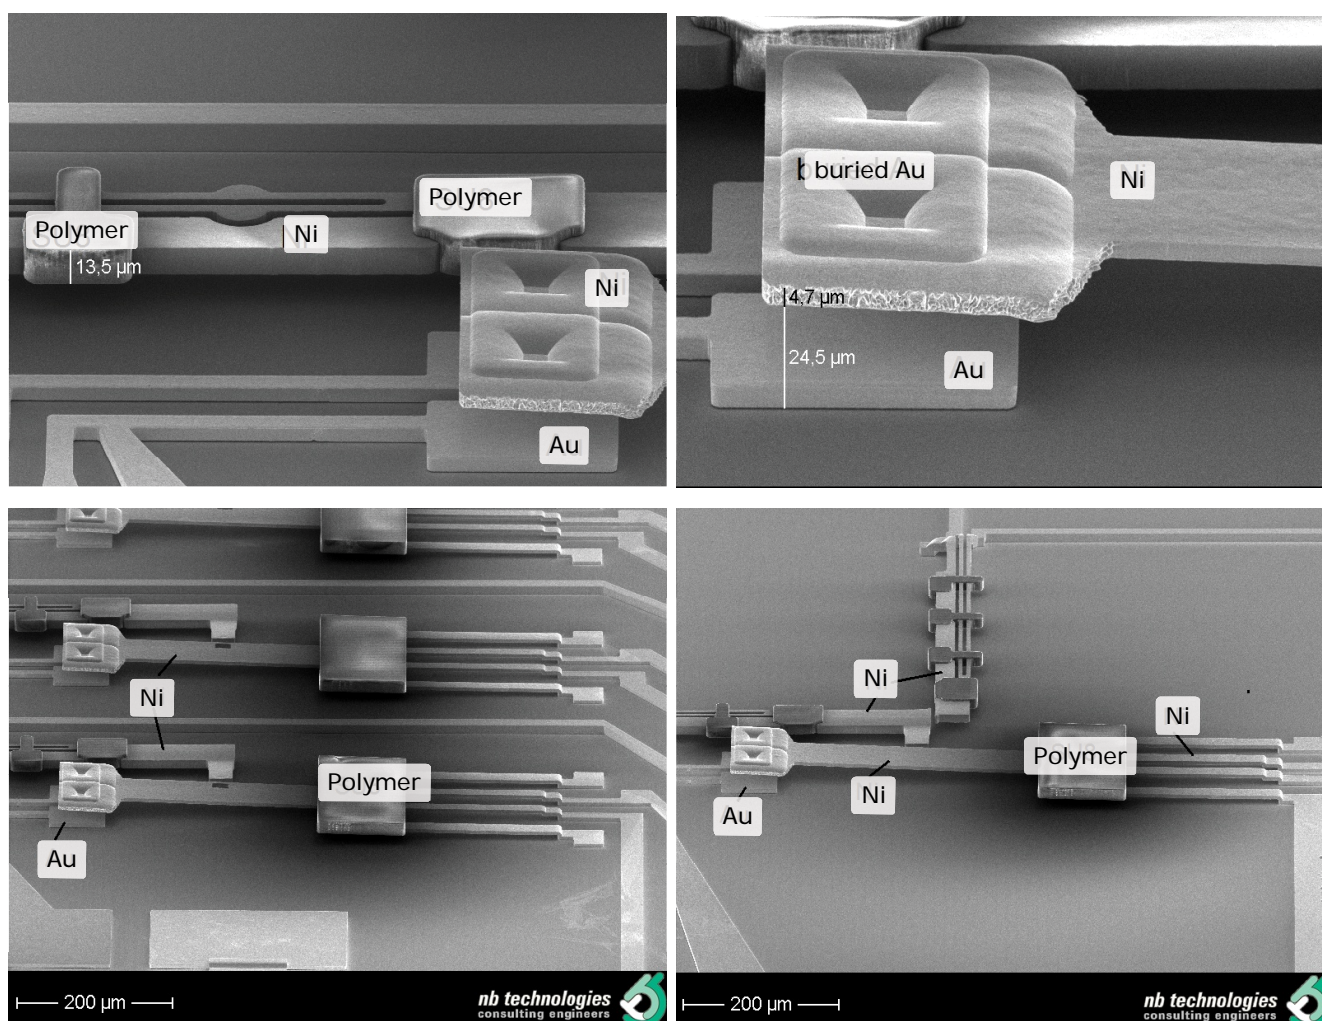 Polymer
Polymer
Ni
13,5 µm
Ni
Au
buried Au
Ni
4,7 µm
24,5 µm
Au
Ni
Polymer
Au
200 µm
nb technologies
consulting engineers
Ni
Ni
Polymer
Ni
Au
200 µm
nb technologies
consulting engineers